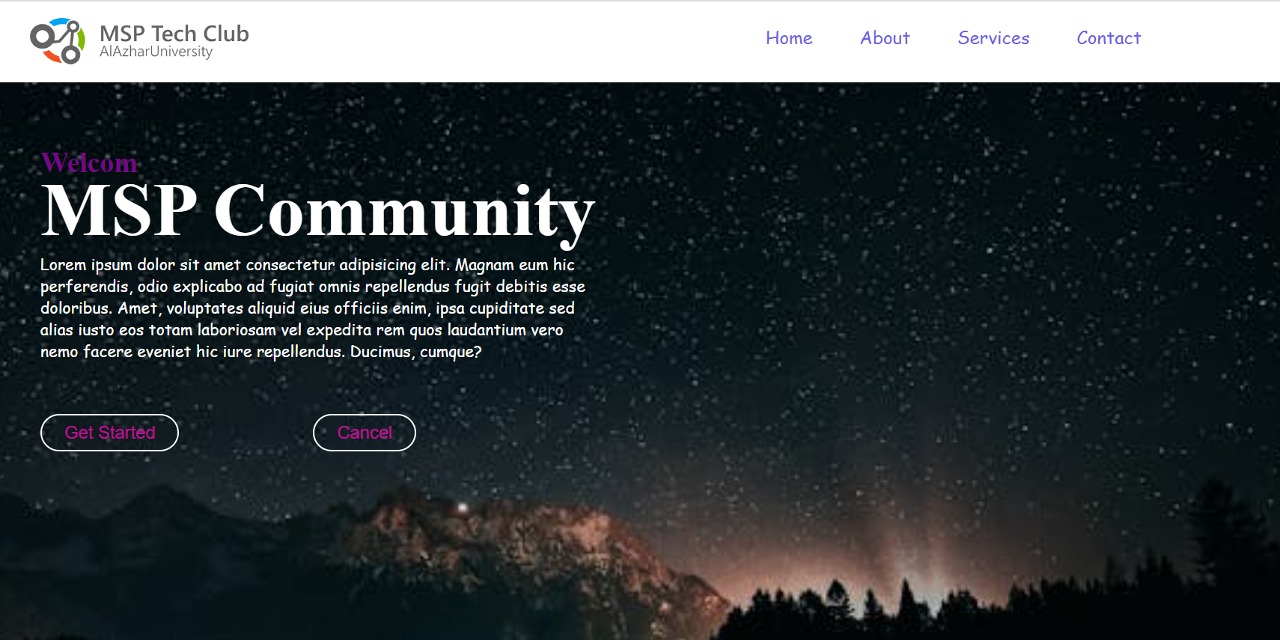 MSP Tech Club
AlAzharUniversity
Home About Services Contact
Welcom
MSP Community
Lorem ipsum dolor sit amet consectetur adipisicing elit. Magnam eum hic
perferendis, odio explicabo ad fugiat omnis repellendus fugit debitis esse
doloribus. Amet, voluptates aliquid eius officiis enim, ipsa cupiditate sed
alias iusto eos totam laboriosam vel expedita rem quos laudantium vero
nemo facere eveniet hic iure repellendus. Ducimus, cumque?
Get Started Cancel